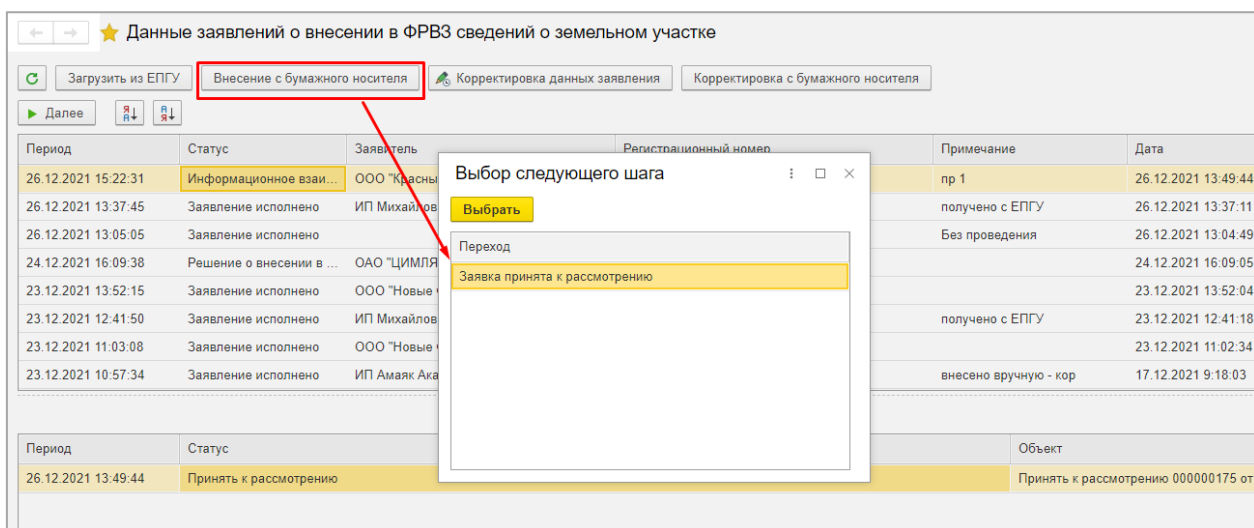 Данные заявлений о внесении в ФРВЗ сведений о земельном участке
Загрузить из ЕПГУ Внесение с бумажного носителя Корректировка данных заявления Корректировка с бумажного носителя
Далее
Период Статус Заявитель Регистрационный номер Примечание Дата
26.12.2021 15:22:31 Информационное взаи... ООО "Красны пр 1 26.12.2021 13:49:44
26.12.2021 13:37:45 Заявление исполнено ИП Михайлов получено с ЕПГУ 26.12.2021 13:37:11
26.12.2021 13:05:05 Заявление исполнено Без проведения 26.12.2021 13:04:49
24.12.2021 16:09:38 Решение о внесении в ... ОАО "ЦИМЛЯ 24.12.2021 16:09:05
23.12.2021 13:52:15 Заявление исполнено ООО "Новые 23.12.2021 13:52:04
23.12.2021 12:41:50 Заявление исполнено ИП Михайлов получено с ЕПГУ 23.12.2021 12:41:18
23.12.2021 11:03:08 Заявление исполнено ООО "Новые 23.12.2021 11:02:34
23.12.2021 10:57:34 Заявление исполнено ИП Амаяк Ака внесено вручную - кор 17.12.2021 9:18:03
Выбор следующего шага
Выбрать
Переход
Заявка принята к рассмотрению
Период Статус Объект
26.12.2021 13:49:44 Принять к рассмотрению Принять к рассмотрению 000000175 от